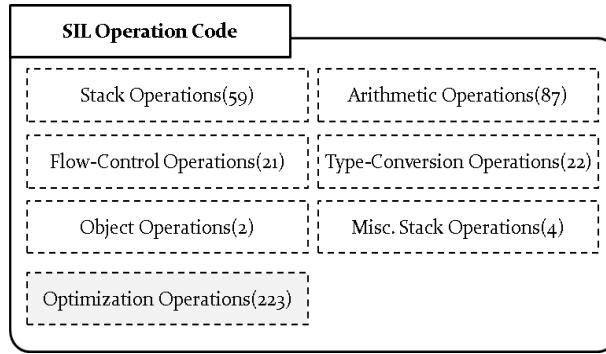 SIL Operation Code
Stack Operations(59)
Arithmetic Operations(87)
Flow-Control Operations(21)
Type-Conversion Operations(22)
Object Operations(2)
Misc. Stack Operations(4)
Optimization Operations(223)